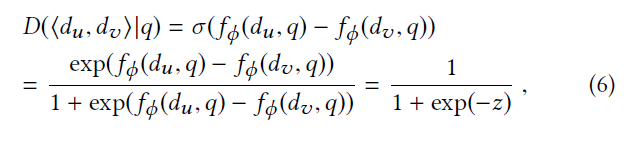 D(⟨d_u, d_v⟩|q) = σ(f_ϕ(d_u, q) − f_ϕ(d_v, q))
= exp(f_ϕ(d_u, q) − f_ϕ(d_v, q)) / 1 + exp(f_ϕ(d_u, q) − f_ϕ(d_v, q)) = 1 / 1 + exp(−z) , (6)